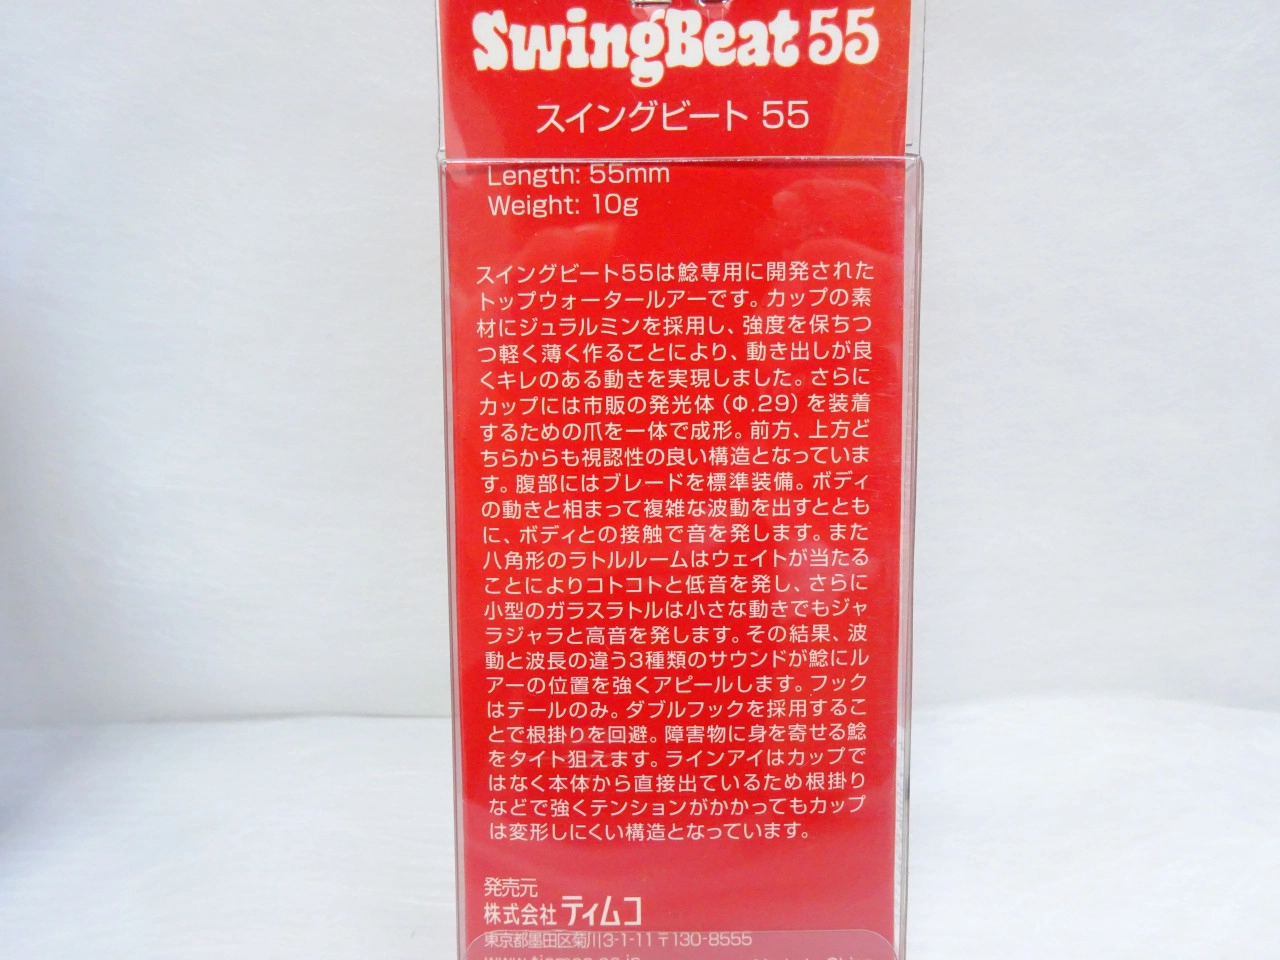 SwingBeat 55
スイングビート 55
Length: 55mm
Weight: 10g
スイングビート55は鯰専用に開発された
トップウォータールアーです。カップの素
材にジュラルミンを採用し、強度を保ちつ
つ軽く薄く作ることにより、動き出しが良
くキレのある動きを実現しました。さらに
カップには市販の発光体（Φ.29）を装着
するための爪を一体で成形。前方、上方ど
ちらからも視認性の良い構造となっていま
す。腹部にはブレードを標準装備。ボディ
の動きと相まって複雑な波動を出すととも
に、ボディとの接触で音を発します。また
八角形のラトルルームはウェイトが当たる
ことによりコトコトと低音を発し、さらに
小型のガラスラトルは小さな動きでもジャ
ラジャラと高音を発します。その結果、波
動と波長の違う3種類のサウンドが鯰にル
アーの位置を強くアピールします。フック
はテールのみ。ダブルフックを採用するこ
とで根掛りを回避。障害物に身を寄せる鯰
をタイト狙えます。ラインアイはカップで
はなく本体から直接出ているため根掛り
などで強くテンションがかかってもカップ
は変形しにくい構造となっています。
発売元
株式会社 ティムコ
東京都墨田区菊川3-1-11 〒130-8555